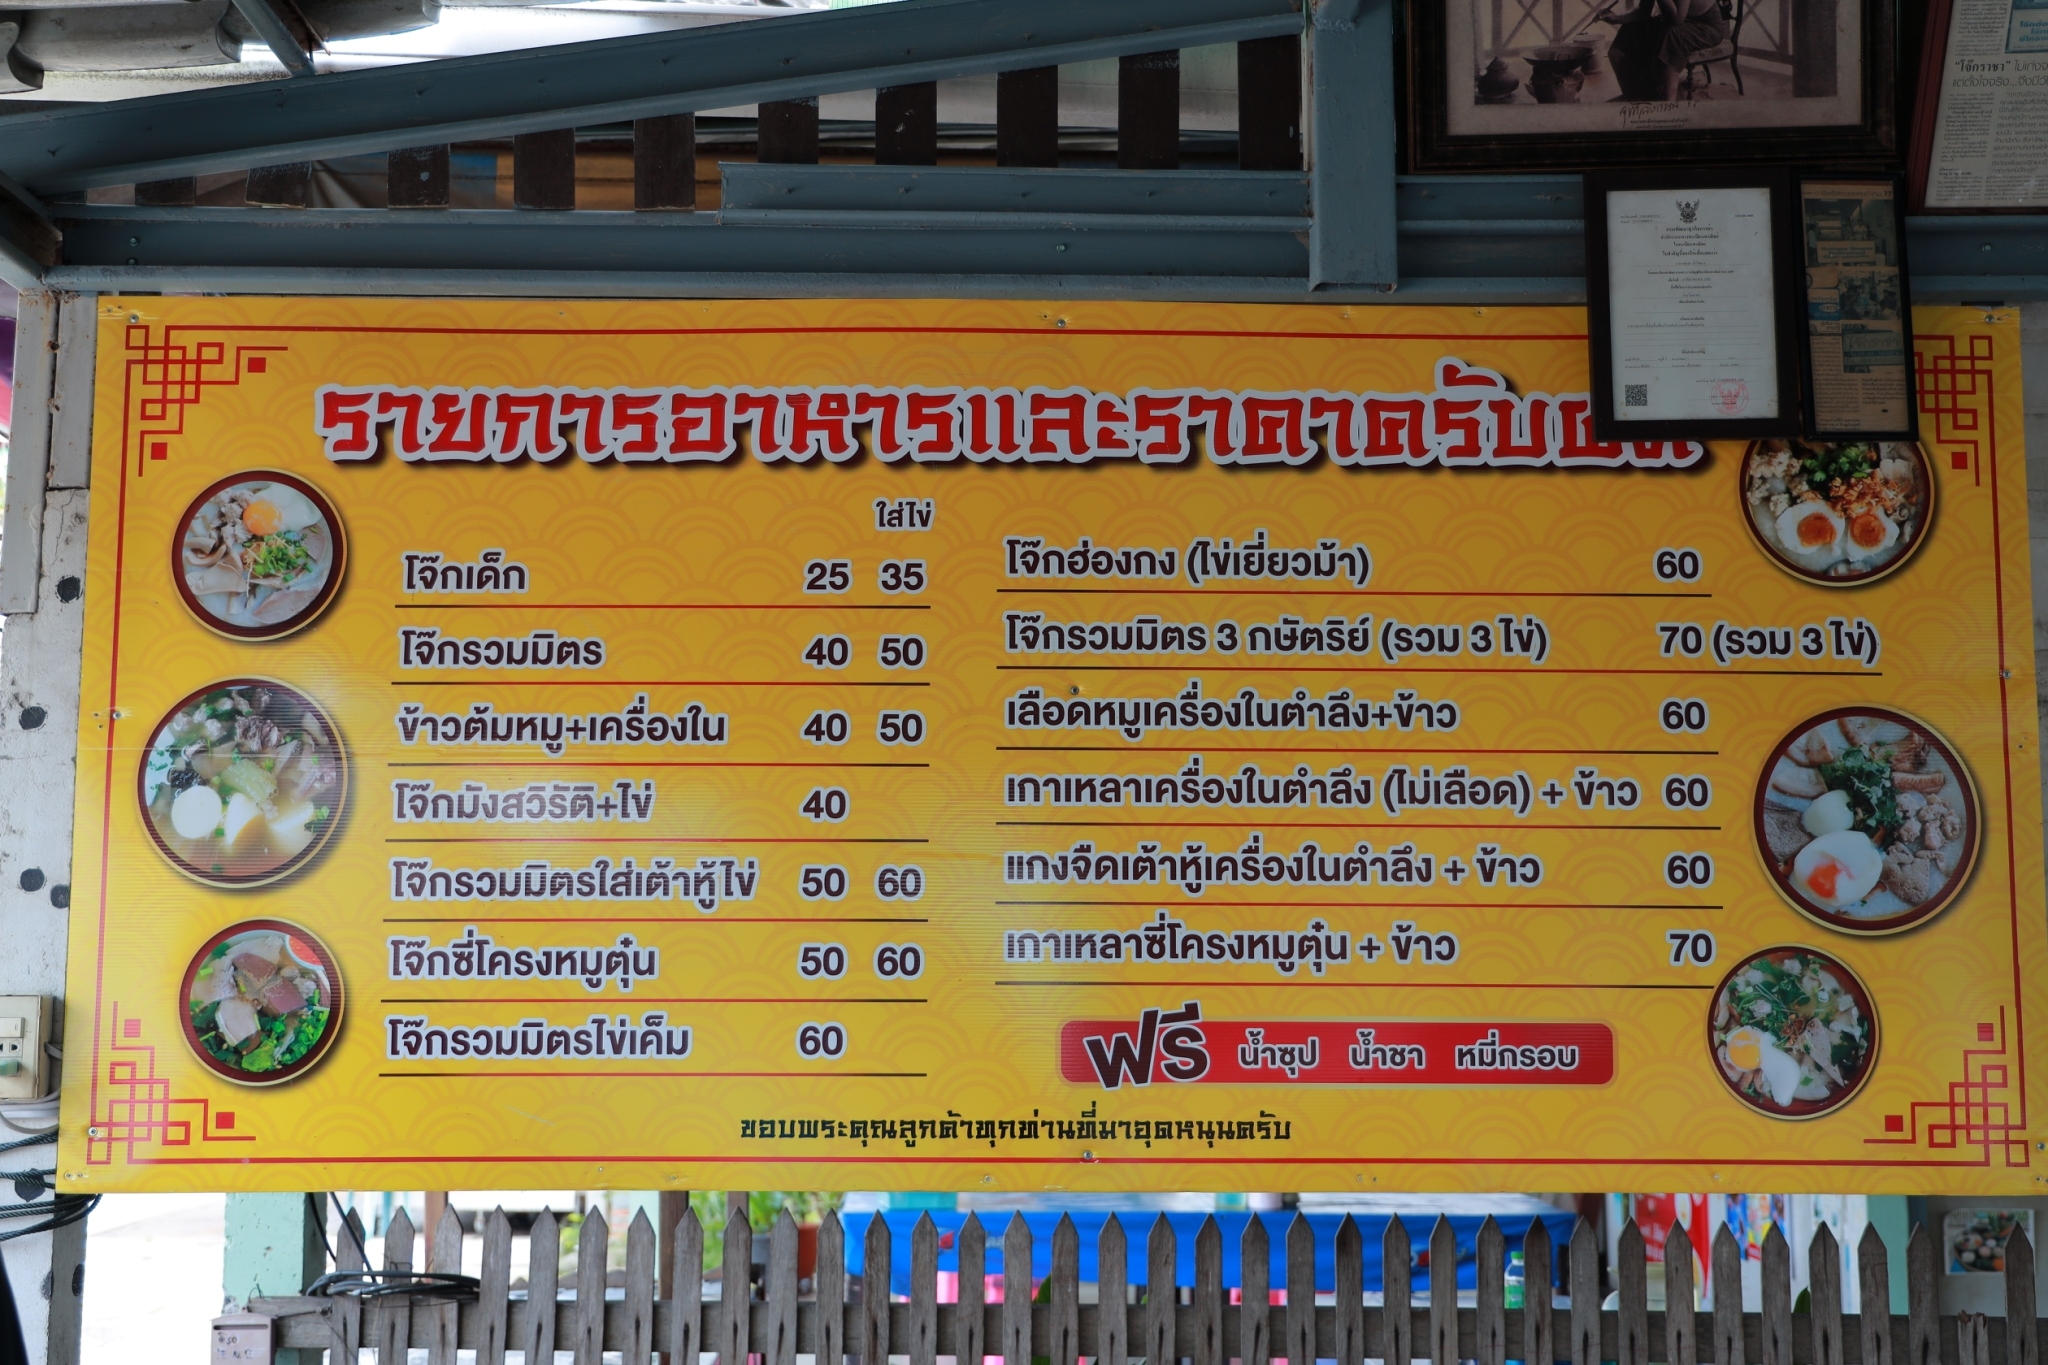 "โจ๊กราชา"
รายการอาหารและราคาครับ
ใส่ไข่
โจ๊กเด็ก 25 35
โจ๊กรวมมิตร 40 50
ข้าวต้มหมู+เครื่องใน 40 50
โจ๊กมังสวิรัติ+ไข่ 40
โจ๊กรวมมิตรใส่เต้าหู้ไข่ 50 60
โจ๊กซี่โครงหมูตุ๋น 50 60
โจ๊กรวมมิตรไข่เค็ม 60
โจ๊กฮ่องกง (ไข่เยี่ยวม้า) 60
โจ๊กรวมมิตร 3 กษัตริย์ (รวม 3 ไข่) 70 (รวม 3 ไข่)
เลือดหมูเครื่องในตำลึง+ข้าว 60
เกาเหลาเครื่องในตำลึง (ไม่เลือด) + ข้าว 60
แกงจืดเต้าหู้เครื่องในตำลึง + ข้าว 60
เกาเหลาซี่โครงหมูตุ๋น + ข้าว 70
ฟรี น้ำซุป น้ำชา หมี่กรอบ
ขอบพระคุณลูกค้าทุกท่านที่มาอุดหนุนครับ